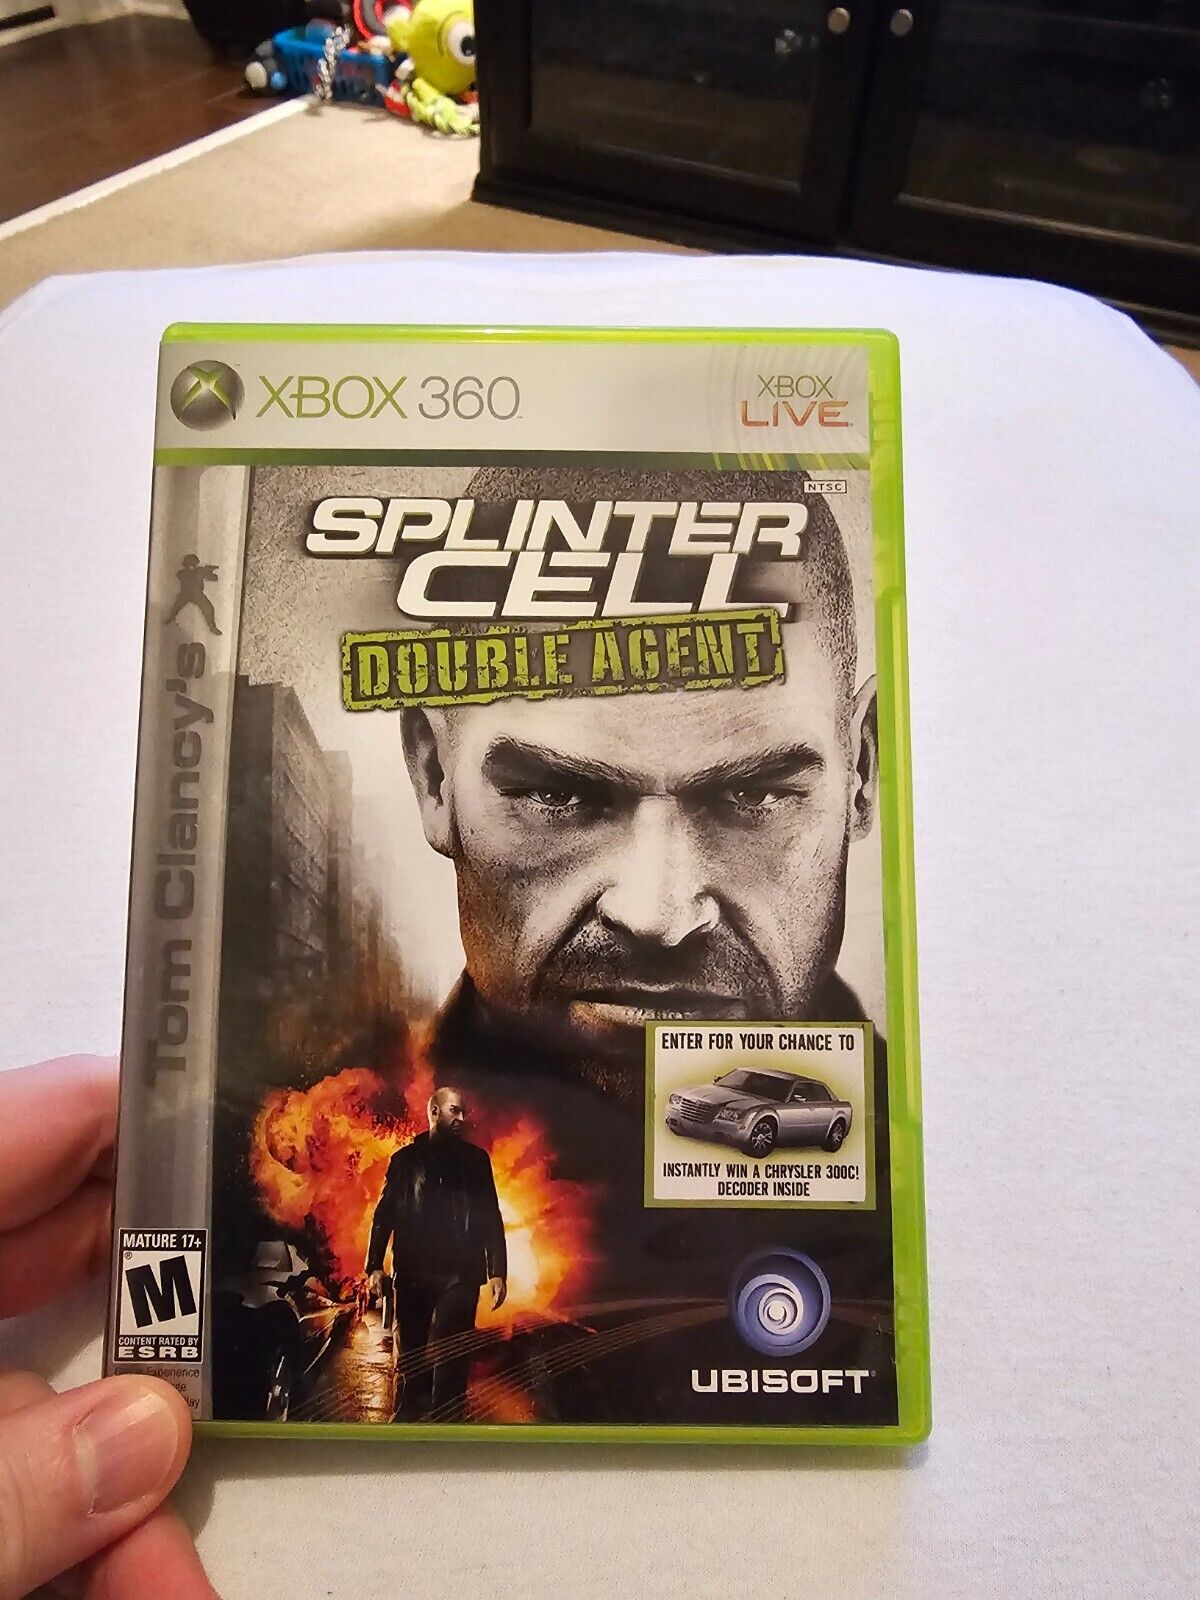 XBOX 360
XBOX
LIVE
NTSC
Tom Clancy's
SPLINTER
CELL
DOUBLE AGENT
ENTER FOR YOUR CHANCE TO
INSTANTLY WIN A CHRYSLER 300C!
DECODER INSIDE
MATURE 17+
M
CONTENT RATED BY
ESRB
Experience
UBISOFT